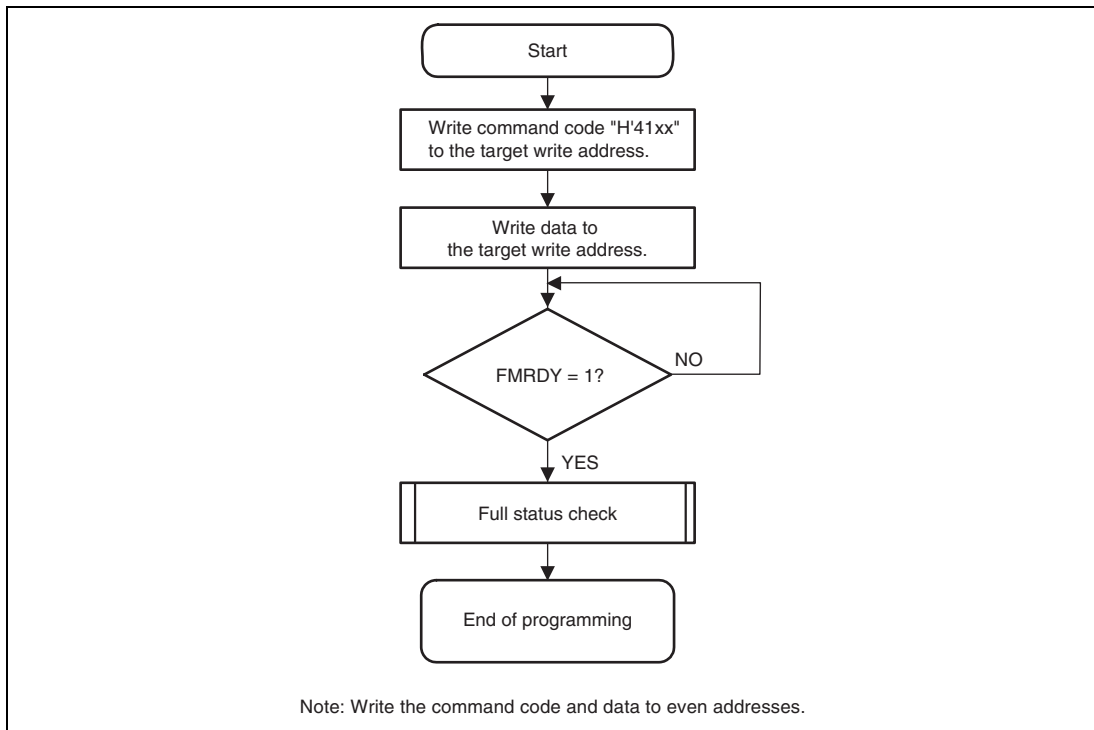 Start
Write command code "H'41xx"
to the target write address.
Write data to
the target write address.
FMRDY = 1?
NO
YES
Full status check
End of programming
Note: Write the command code and data to even addresses.